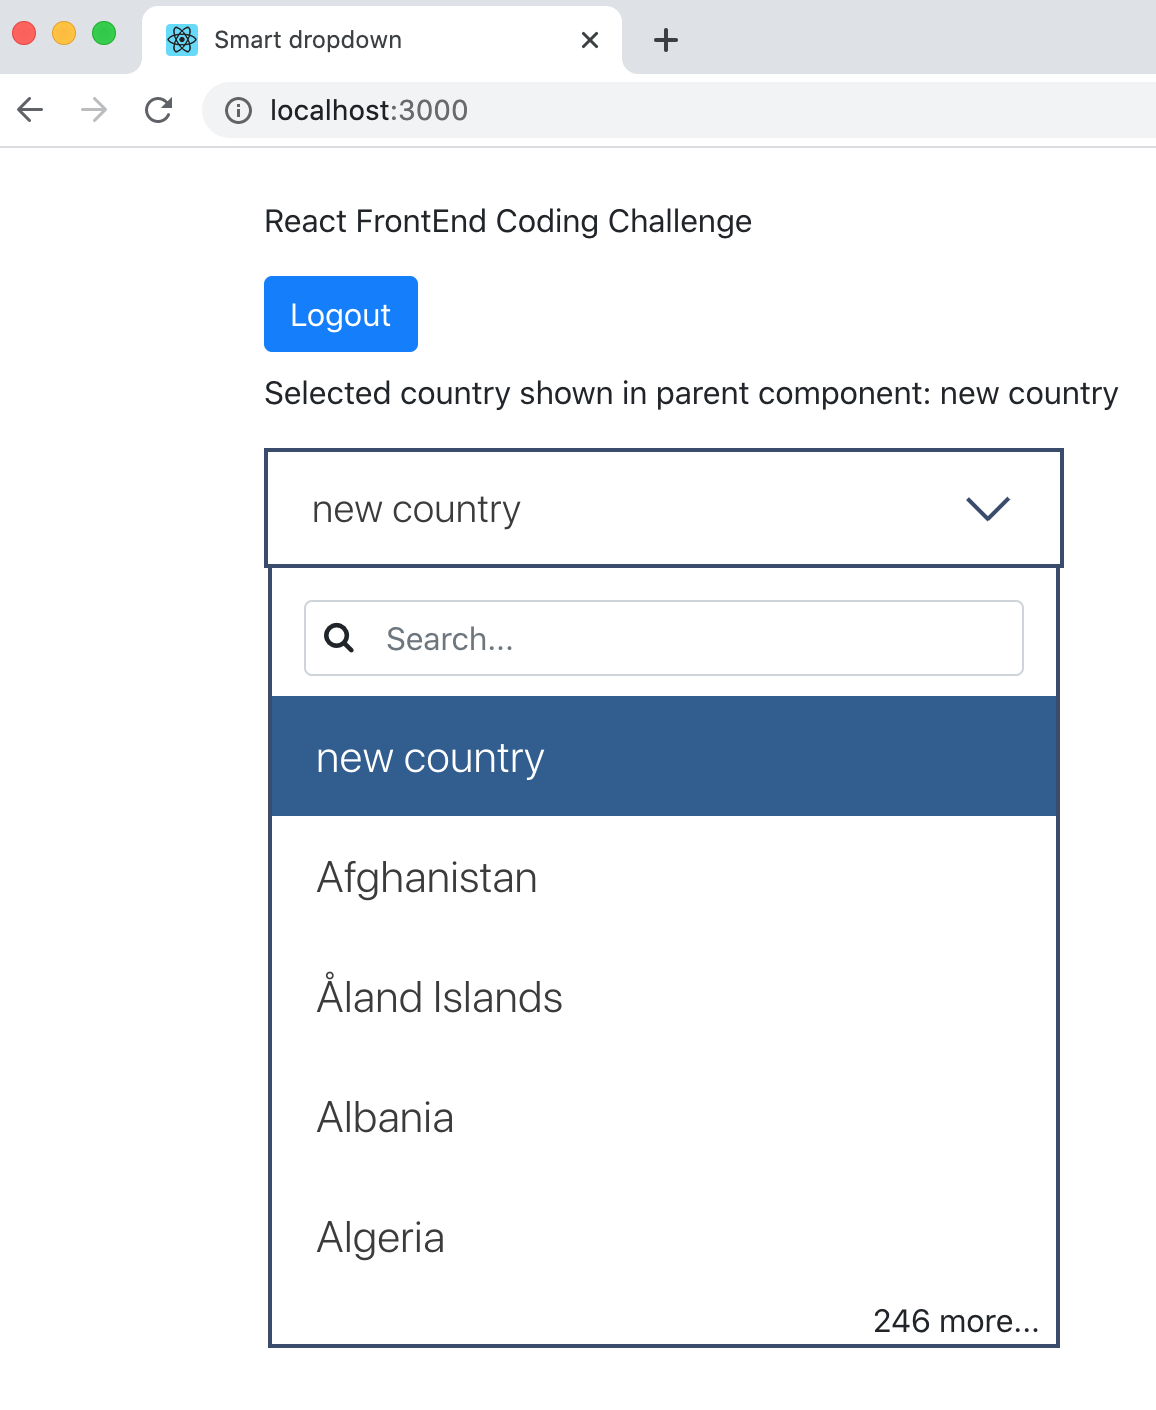 Smart dropdown
localhost:3000
React FrontEnd Coding Challenge
Logout
Selected country shown in parent component: new country
new country
Search...
new country
Afghanistan
Åland Islands
Albania
Algeria
246 more...